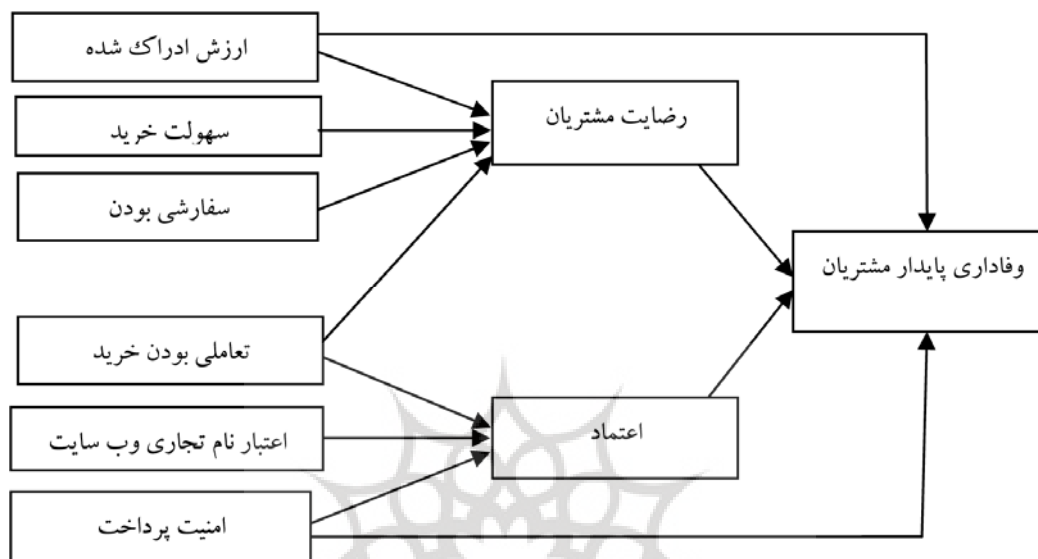 ارزش ادراک شده
سهولت خرید
سفارشی بودن
تعاملی بودن خرید
اعتبار نام تجاری وب سایت
امنیت پرداخت
رضایت مشتریان
اعتماد
وفاداری پایدار مشتریان